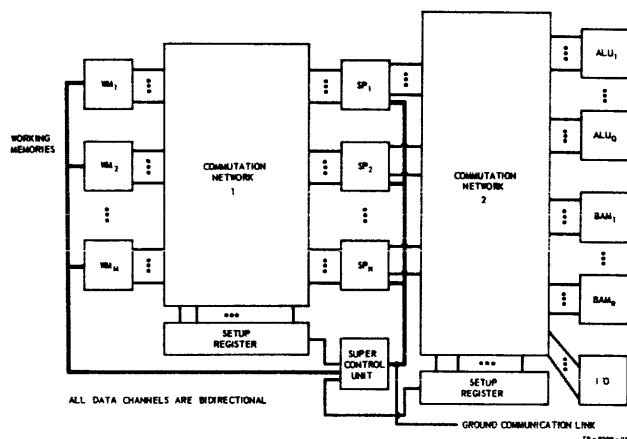 WM1
SP1
ALU1
WORKING
MEMORIES
WM2
COMMUTATION
NETWORK
1
SP2
COMMUTATION
NETWORK
2
ALUQ
BAM1
WMM
SPN
BAMR
SETUP
REGISTER
SUPER
CONTROL
UNIT
I/O
SETUP
REGISTER
ALL DATA CHANNELS ARE BIDIRECTIONAL
GROUND COMMUNICATION LINK